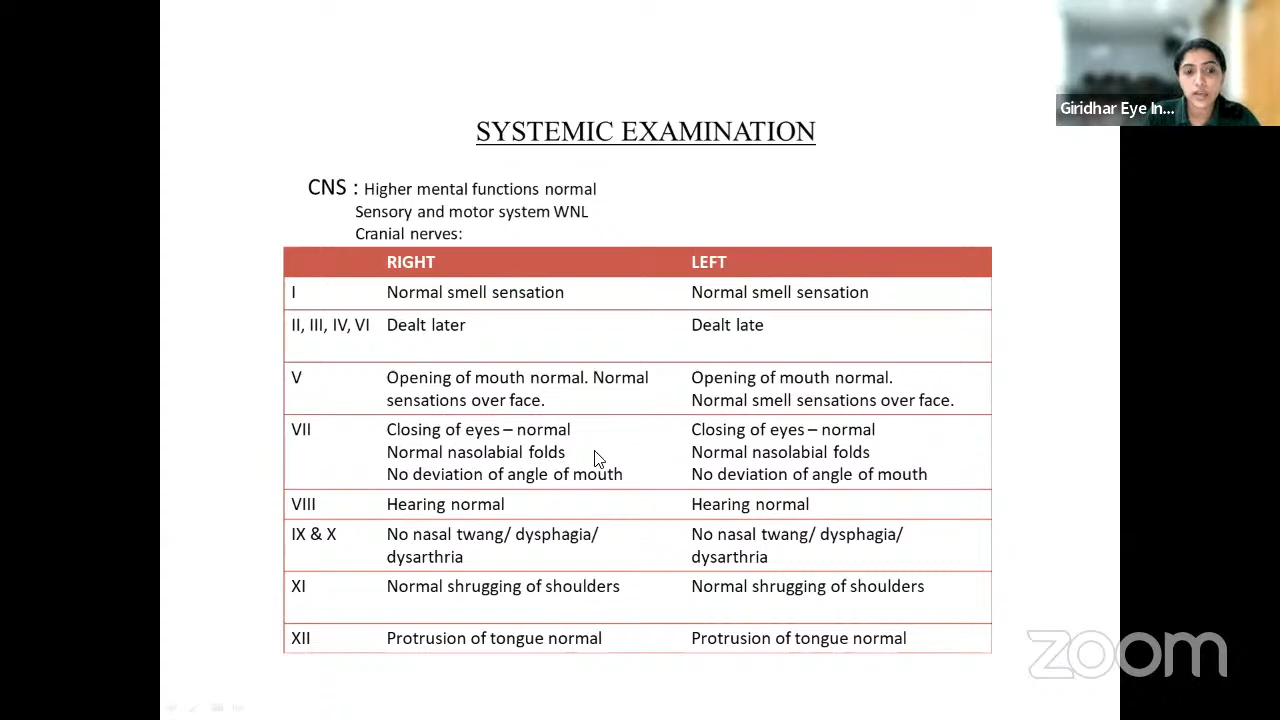 Giridhar Eye In...
SYSTEMIC EXAMINATION
CNS : Higher mental functions normal
Sensory and motor system WNL
Cranial nerves:
RIGHT LEFT
I Normal smell sensation Normal smell sensation
II, III, IV, VI Dealt later Dealt late
V Opening of mouth normal. Normal Opening of mouth normal.
sensations over face. Normal smell sensations over face.
VII Closing of eyes – normal Closing of eyes – normal
Normal nasolabial folds Normal nasolabial folds
No deviation of angle of mouth No deviation of angle of mouth
VIII Hearing normal Hearing normal
IX & X No nasal twang/ dysphagia/ No nasal twang/ dysphagia/
dysarthria dysarthria
XI Normal shrugging of shoulders Normal shrugging of shoulders
XII Protrusion of tongue normal Protrusion of tongue normal
zoom